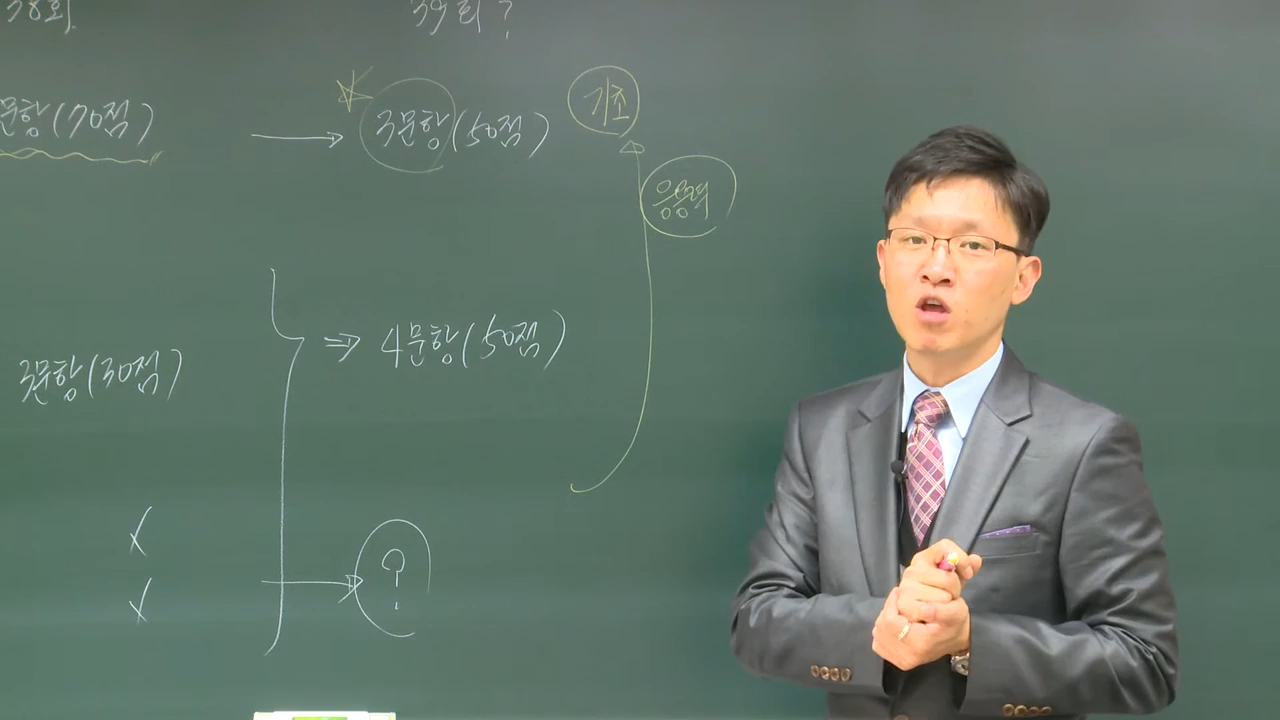 38회
39회?
문항(70점)
3문항(50점)
기초
응용력
4문항(50점)
3문항(30점)
?